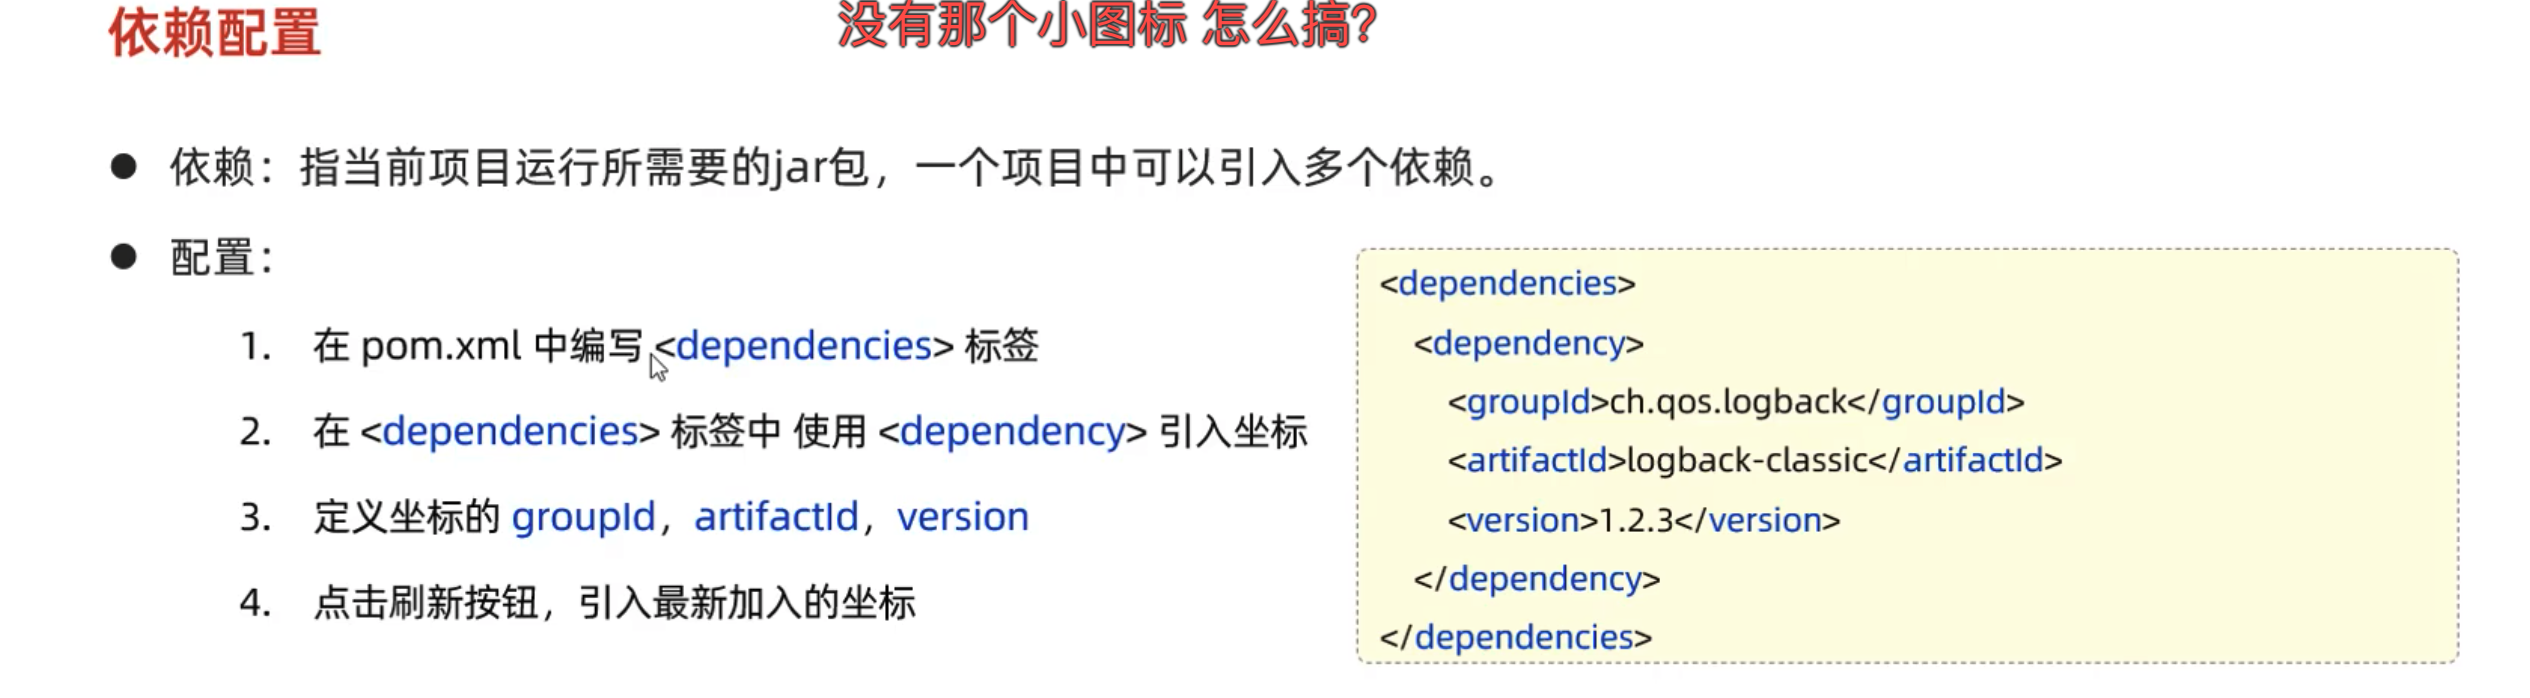 依赖配置
没有那个小图标 怎么搞?
● 依赖：指当前项目运行所需要的jar包，一个项目中可以引入多个依赖。
● 配置：
1. 在 pom.xml 中编写 <dependencies> 标签
2. 在 <dependencies> 标签中 使用 <dependency> 引入坐标
3. 定义坐标的 groupId，artifactId，version
4. 点击刷新按钮，引入最新加入的坐标
<dependencies>
<dependency>
<groupId>ch.qos.logback</groupId>
<artifactId>logback-classic</artifactId>
<version>1.2.3</version>
</dependency>
</dependencies>